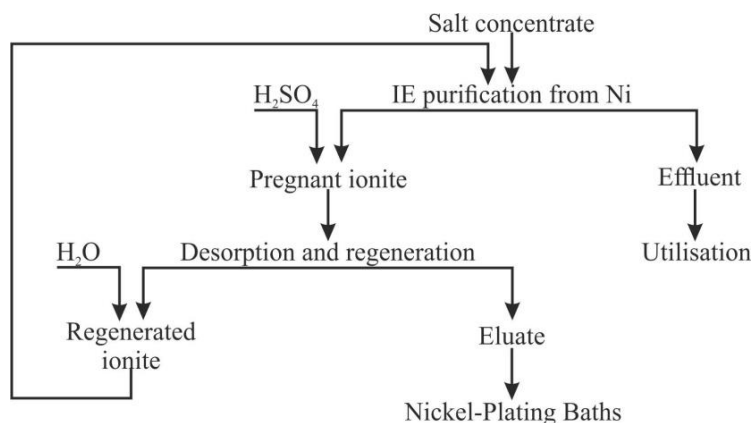 Salt concentrate
H₂SO₄
IE purification from Ni
Pregnant ionite
Effluent
H₂O
Desorption and regeneration
Utilisation
Regenerated
ionite
Eluate
Nickel-Plating Baths